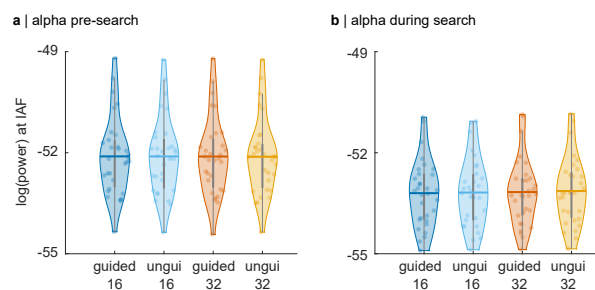 a | alpha pre-search
log(power) at IAF
-49
-52
-55
guided ungui guided ungui
16 16 32 32
b | alpha during search
-49
-52
-55
guided ungui guided ungui
16 16 32 32